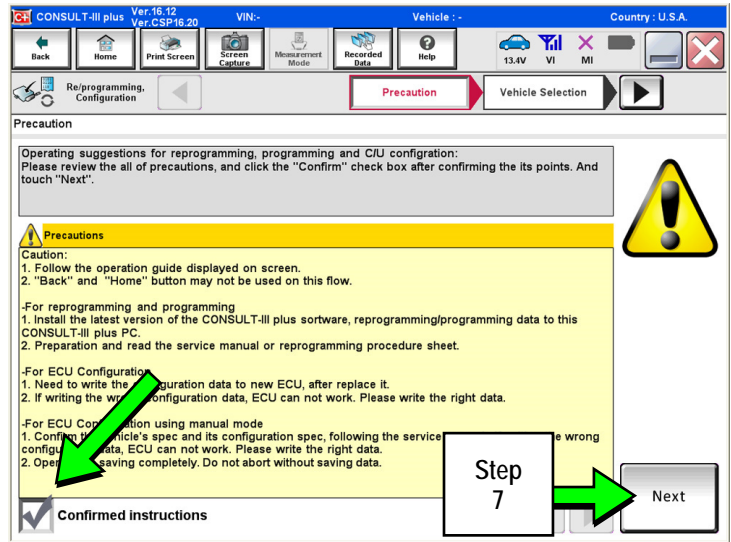 CONSULT-III plus Ver.16.12 Ver.CSP16.20 VIN:- Vehicle : - Country : U.S.A.
Back Home Print Screen Screen Capture Measurement Mode Recorded Data Help 13.4V VI MI
Re/programming, Configuration Precaution Vehicle Selection
Precaution
Operating suggestions for reprogramming, programming and C/U configration:
Please review the all of precautions, and click the "Confirm" check box after confirming the its points. And
touch "Next".
Precautions
Caution:
1. Follow the operation guide displayed on screen.
2. "Back" and "Home" button may not be used on this flow.
-For reprogramming and programming
1. Install the latest version of the CONSULT-III plus sortware, reprogramming/programming data to this
CONSULT-III plus PC.
2. Preparation and read the service manual or reprogramming procedure sheet.
-For ECU Configuration
1. Need to write the configuration data to new ECU, after replace it.
2. If writing the wrong configuration data, ECU can not work. Please write the right data.
-For ECU Configuration using manual mode
1. Confirm the vehicle's spec and its configuration spec, following the service wrong
data, ECU can not work. Please write the right data.
2. saving completely. Do not abort without saving data.
Step
7
Next
Confirmed instructions